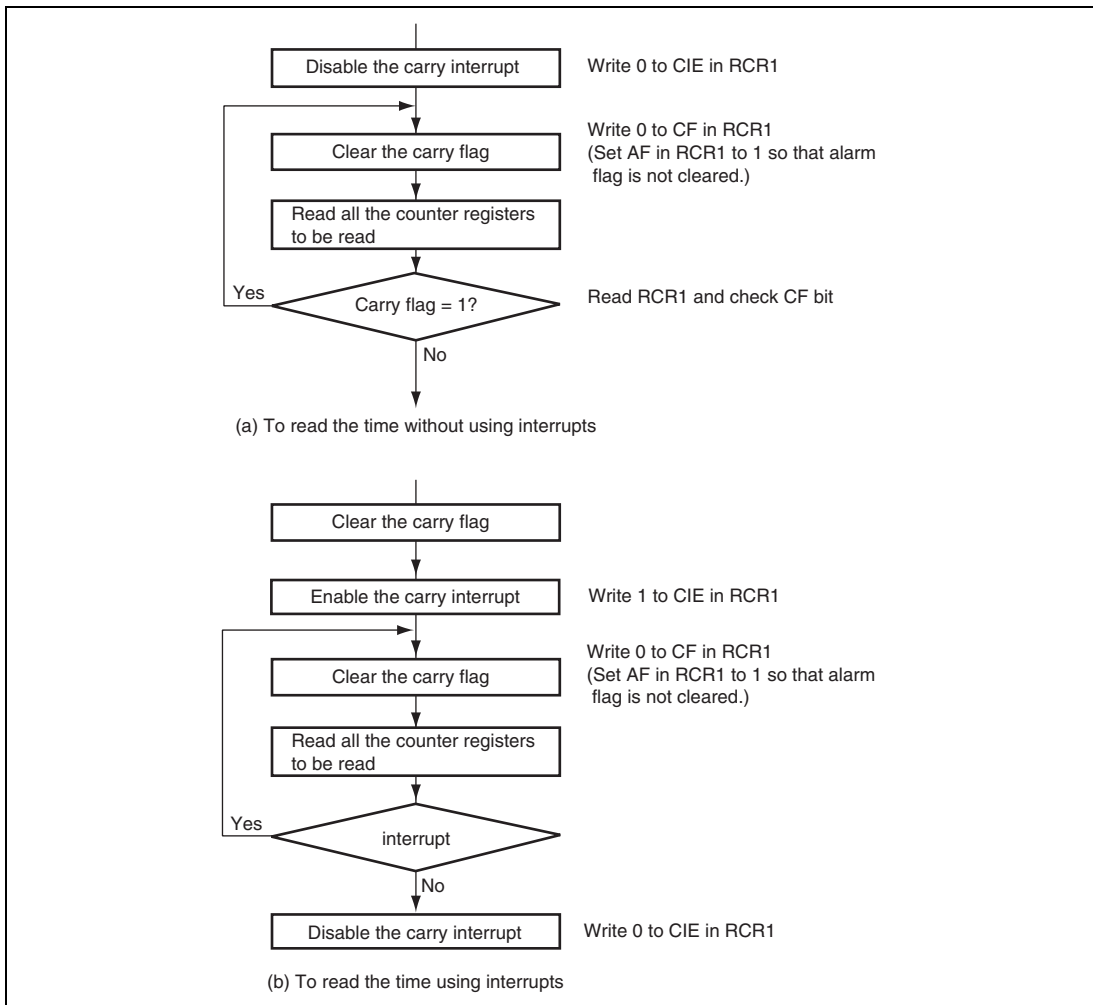 Disable the carry interrupt
Write 0 to CIE in RCR1
Write 0 to CF in RCR1
(Set AF in RCR1 to 1 so that alarm
flag is not cleared.)
Clear the carry flag
Read all the counter registers
to be read
Yes
Carry flag = 1?
Read RCR1 and check CF bit
No
(a) To read the time without using interrupts
Clear the carry flag
Enable the carry interrupt
Write 1 to CIE in RCR1
Write 0 to CF in RCR1
(Set AF in RCR1 to 1 so that alarm
flag is not cleared.)
Clear the carry flag
Read all the counter registers
to be read
Yes
interrupt
No
Disable the carry interrupt
Write 0 to CIE in RCR1
(b) To read the time using interrupts